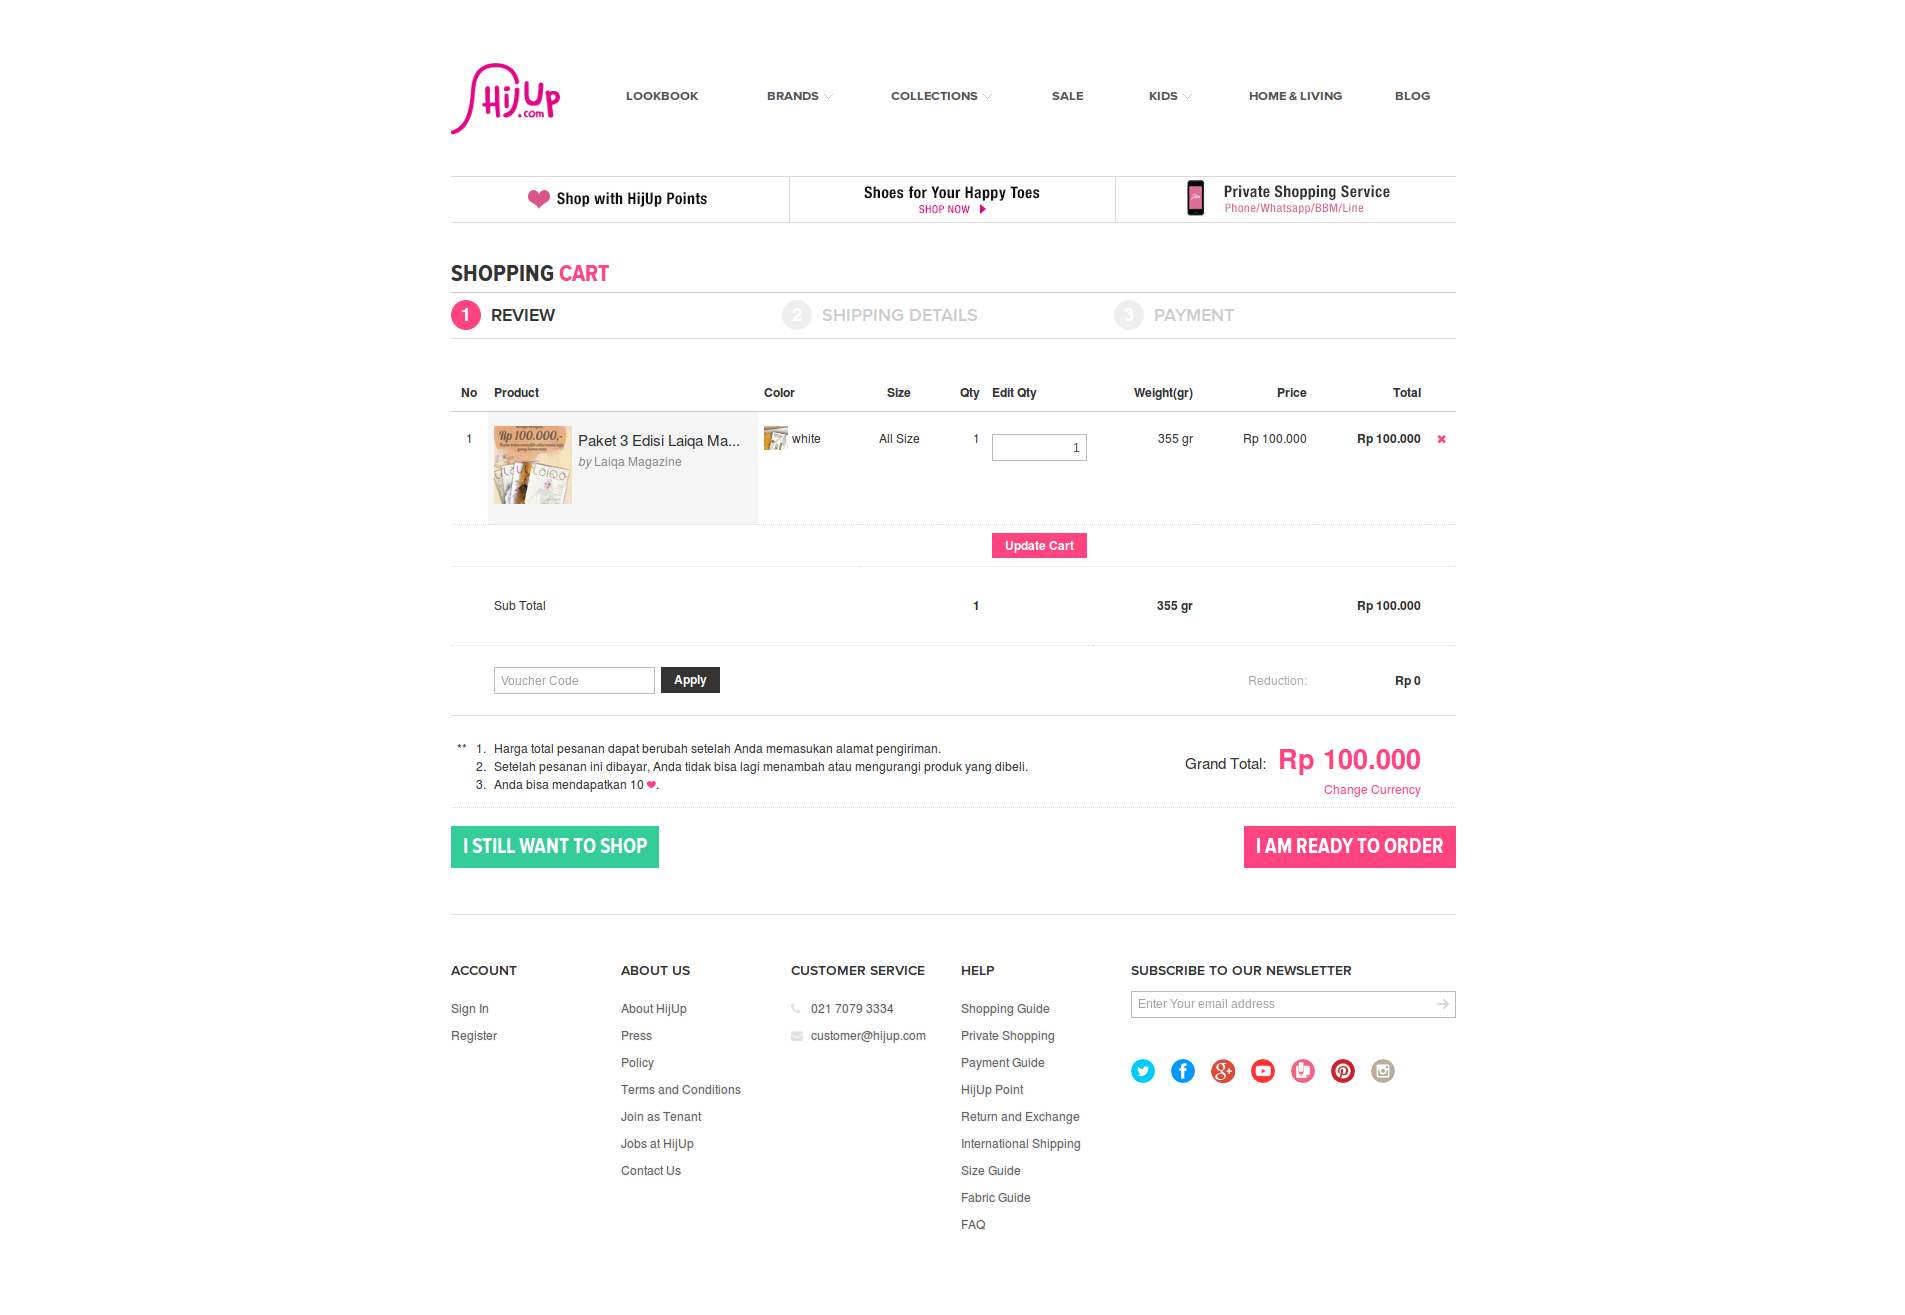 HijUp.com
LOOKBOOK BRANDS COLLECTIONS SALE KIDS HOME & LIVING BLOG
Shop with HijUp Points
Shoes for Your Happy Toes
SHOP NOW
Private Shopping Service
Phone/Whatsapp/BBM/Line
SHOPPING CART
1 REVIEW 2 SHIPPING DETAILS 3 PAYMENT
No Product Color Size Qty Edit Qty Weight(gr) Price Total
1 Paket 3 Edisi Laiqa Ma... white All Size 1 1 355 gr Rp 100.000 Rp 100.000
by Laiqa Magazine
Rp 100.000,-
LAIQA
Update Cart
Sub Total 1 355 gr Rp 100.000
Voucher Code Apply Reduction: Rp 0
** 1. Harga total pesanan dapat berubah setelah Anda memasukan alamat pengiriman.
2. Setelah pesanan ini dibayar, Anda tidak bisa lagi menambah atau mengurangi produk yang dibeli.
3. Anda bisa mendapatkan 10 ❤.
Grand Total: Rp 100.000
Change Currency
I STILL WANT TO SHOP I AM READY TO ORDER
ACCOUNT
Sign In
Register
ABOUT US
About HijUp
Press
Policy
Terms and Conditions
Join as Tenant
Jobs at HijUp
Contact Us
CUSTOMER SERVICE
021 7079 3334
customer@hijup.com
HELP
Shopping Guide
Private Shopping
Payment Guide
HijUp Point
Return and Exchange
International Shipping
Size Guide
Fabric Guide
FAQ
SUBSCRIBE TO OUR NEWSLETTER
Enter Your email address